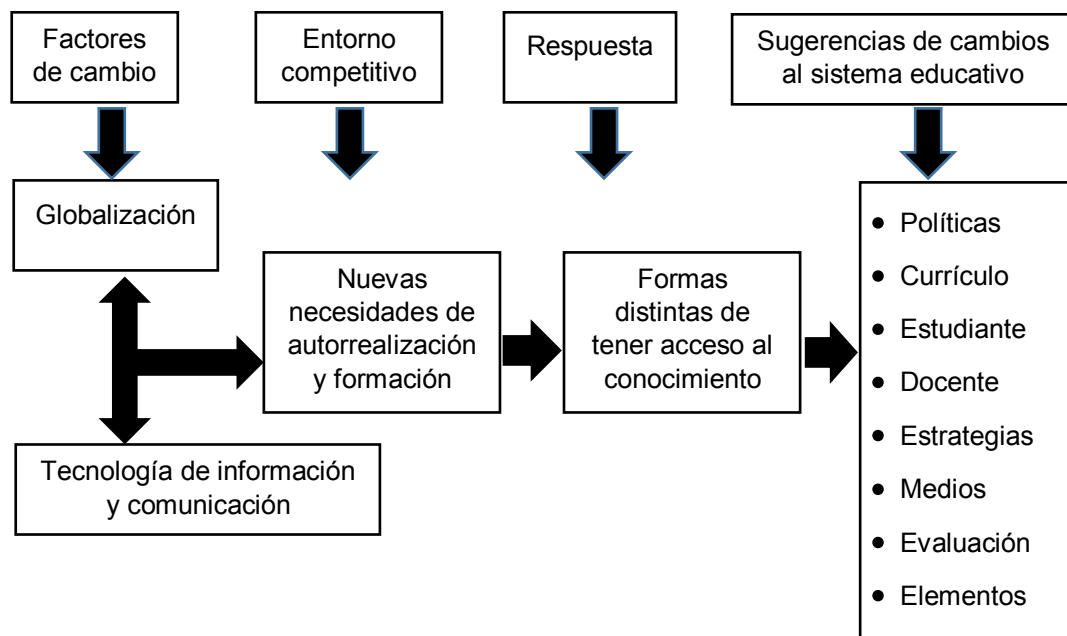 Factores
de cambio
Entorno
competitivo
Respuesta
Sugerencias de cambios
al sistema educativo
Globalización
Tecnología de información
y comunicación
Nuevas
necesidades de
autorrealización
y formación
Formas
distintas de
tener acceso al
conocimiento
• Políticas
• Currículo
• Estudiante
• Docente
• Estrategias
• Medios
• Evaluación
• Elementos